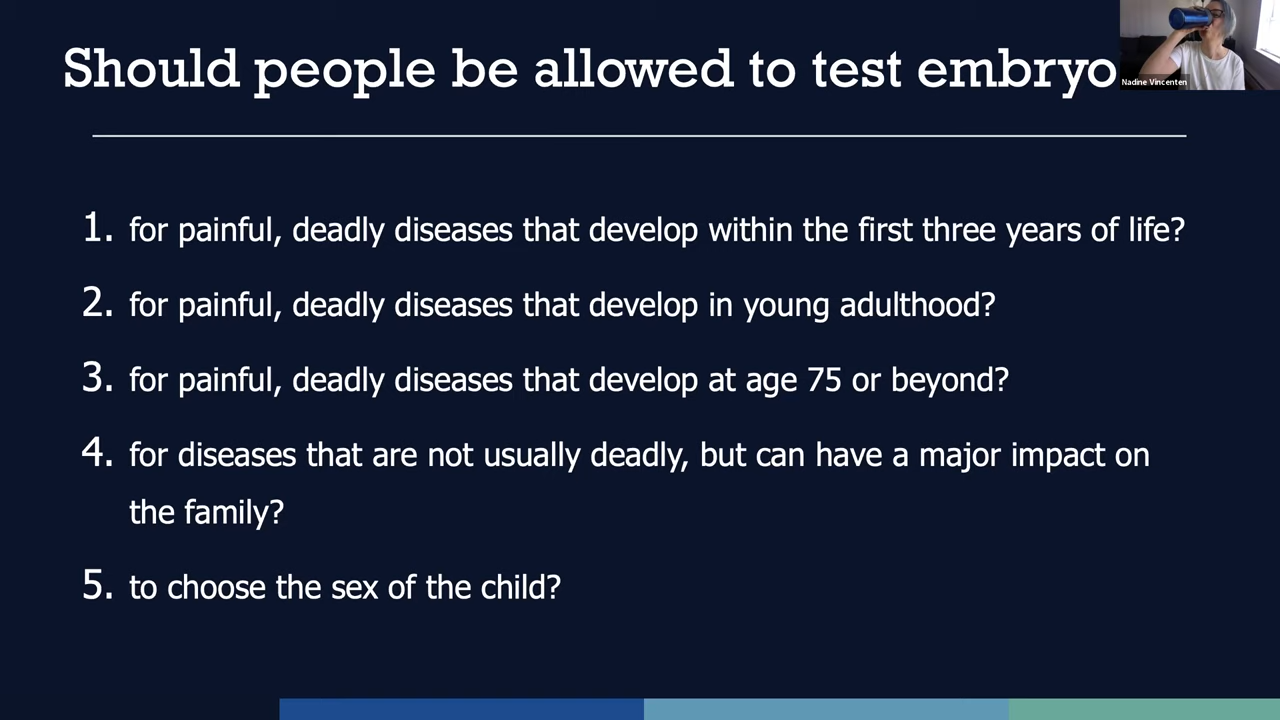 Should people be allowed to test embryo
Nadine Vincenten
1. for painful, deadly diseases that develop within the first three years of life?
2. for painful, deadly diseases that develop in young adulthood?
3. for painful, deadly diseases that develop at age 75 or beyond?
4. for diseases that are not usually deadly, but can have a major impact on
the family?
5. to choose the sex of the child?